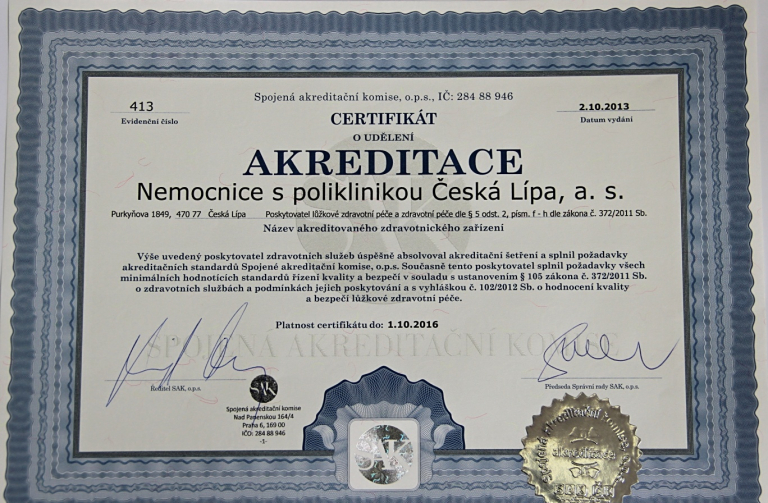 413
Evidenční číslo
Spojená akreditační komise, o.p.s., IČ: 284 88 946
2.10.2013
Datum vydání
CERTIFIKÁT
O UDĚLENÍ
AKREDITACE
Nemocnice s poliklinikou Česká Lípa, a. s.
Purkyňova 1849, 470 77 Česká Lípa Poskytovatel lůžkové zdravotní péče a zdravotní péče dle § 5 odst. 2, písm. f - h dle zákona č. 372/2011 Sb.
Název akreditovaného zdravotnického zařízení
Výše uvedený poskytovatel zdravotních služeb úspěšně absolvoval akreditační šetření a splnil požadavky
akreditačních standardů Spojené akreditační komise, o.p.s. Současně tento poskytovatel splnil požadavky všech
minimálních hodnotících standardů řízení kvality a bezpečí v souladu s ustanovením § 105 zákona č. 372/2011 Sb.
o zdravotních službách a podmínkách jejich poskytování a s vyhláškou č. 102/2012 Sb. o hodnocení kvality
a bezpečí lůžkové zdravotní péče.
Platnost certifikátu do: 1.10.2016
SPOJENÁ AKREDITAČNÍ KOMISE
Ředitel SAK, o.p.s.
Předseda Správní rady SAK, o.p.s.
SAK
Spojená akreditační komise
Nad Panenskou 164/4
Praha 6, 169 00
IČO: 284 88 946
-1-
SAK